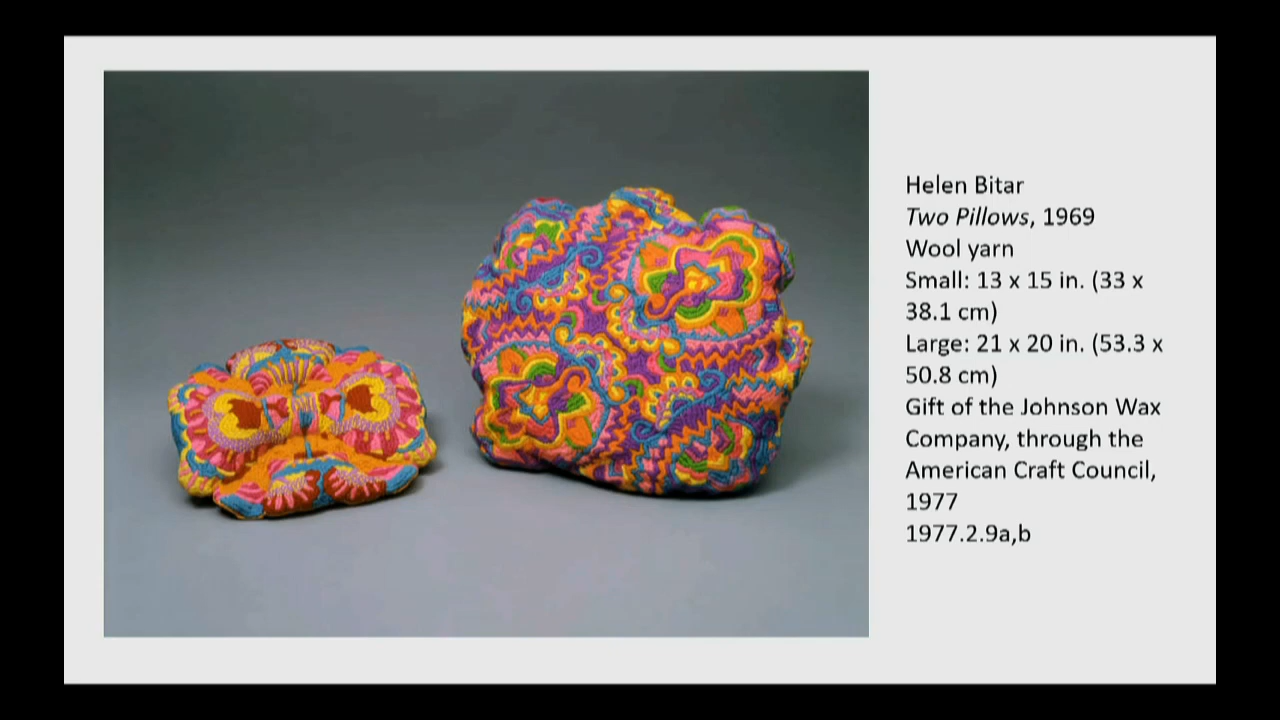 Helen Bitar
Two Pillows, 1969
Wool yarn
Small: 13 x 15 in. (33 x
38.1 cm)
Large: 21 x 20 in. (53.3 x
50.8 cm)
Gift of the Johnson Wax
Company, through the
American Craft Council,
1977
1977.2.9a,b